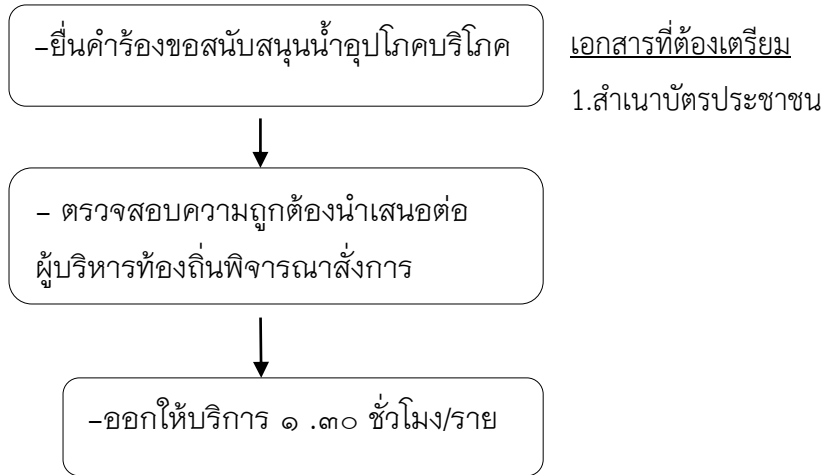 -ยื่นคำร้องขอสนับสนุนน้ำอุปโภคบริโภค
เอกสารที่ต้องเตรียม
1.สำเนาบัตรประชาชน
- ตรวจสอบความถูกต้องนำเสนอต่อ
ผู้บริหารท้องถิ่นพิจารณาสั่งการ
-ออกให้บริการ ๑ .๓๐ ชั่วโมง/ราย